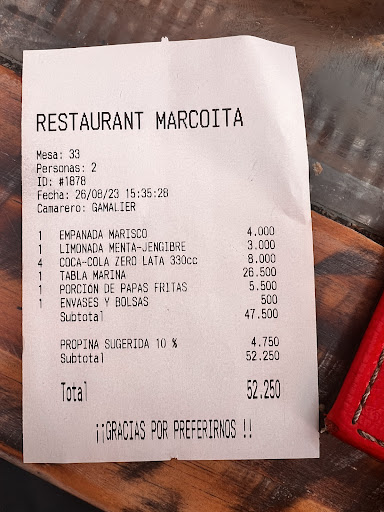 RESTAURANT MARCOITA
Mesa: 33
Personas: 2
ID: #1878
Fecha: 26/08/23 15:35:28
Camarero: GAMALIER
1 EMPANADA MARISCO 4.000
1 LIMONADA MENTA-JENGIBRE 3.000
4 COCA-COLA ZERO LATA 330cc 8.000
1 TABLA MARINA 26.500
1 PORCIÓN DE PAPAS FRITAS 5.500
1 ENVASES Y BOLSAS 500
Subtotal 47.500
PROPINA SUGERIDA 10 % 4.750
Subtotal 52.250
Total 52.250
¡¡GRACIAS POR PREFERIRNOS !!